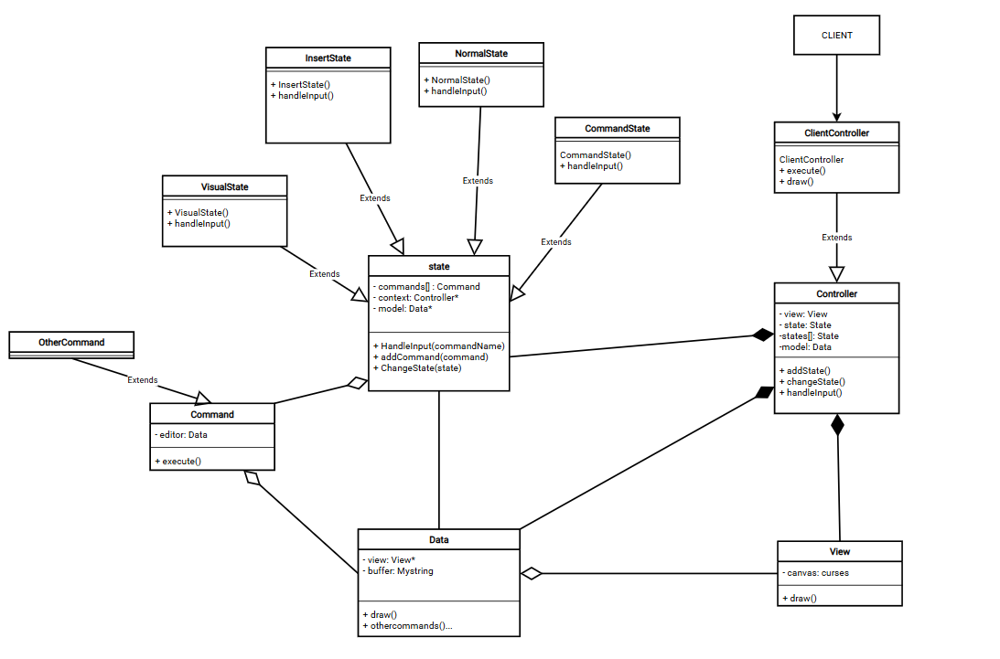 CLIENT
InsertState
+ InsertState()
+ handleInput()
NormalState
+ NormalState()
+ handleInput()
CommandState
CommandState()
+ handleInput()
ClientController
ClientController
+ execute()
+ draw()
VisualState
+ VisualState()
+ handleInput()
Extends
Extends
Extends
Extends
Extends
state
- commands[] : Command
- context: Controller*
- model: Data*
+ HandleInput(commandName)
+ addCommand(command)
+ ChangeState(state)
Controller
- view: View
- state: State
-states[]: State
-model: Data
+ addState()
+ changeState()
+ handleInput()
OtherCommand
Extends
Command
- editor: Data
+ execute()
Data
- view: View*
- buffer: Mystring
+ draw()
+ othercommands()...
View
- canvas: curses
+ draw()